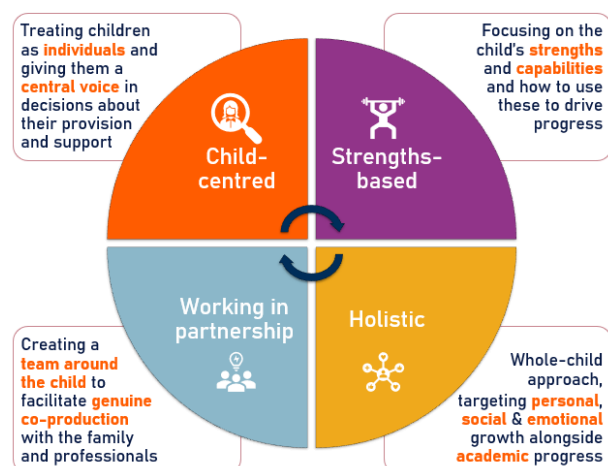 Treating children
as individuals and
giving them a
central voice in
decisions about
their provision
and support
Child-
centred
Focusing on the
child's strengths
and capabilities
and how to use
these to drive
progress
Strengths-
based
Working in
partnership
Creating a
team around
the child to
facilitate genuine
co-production
with the family
and professionals
Holistic
Whole-child
approach,
targeting personal,
social & emotional
growth alongside
academic progress